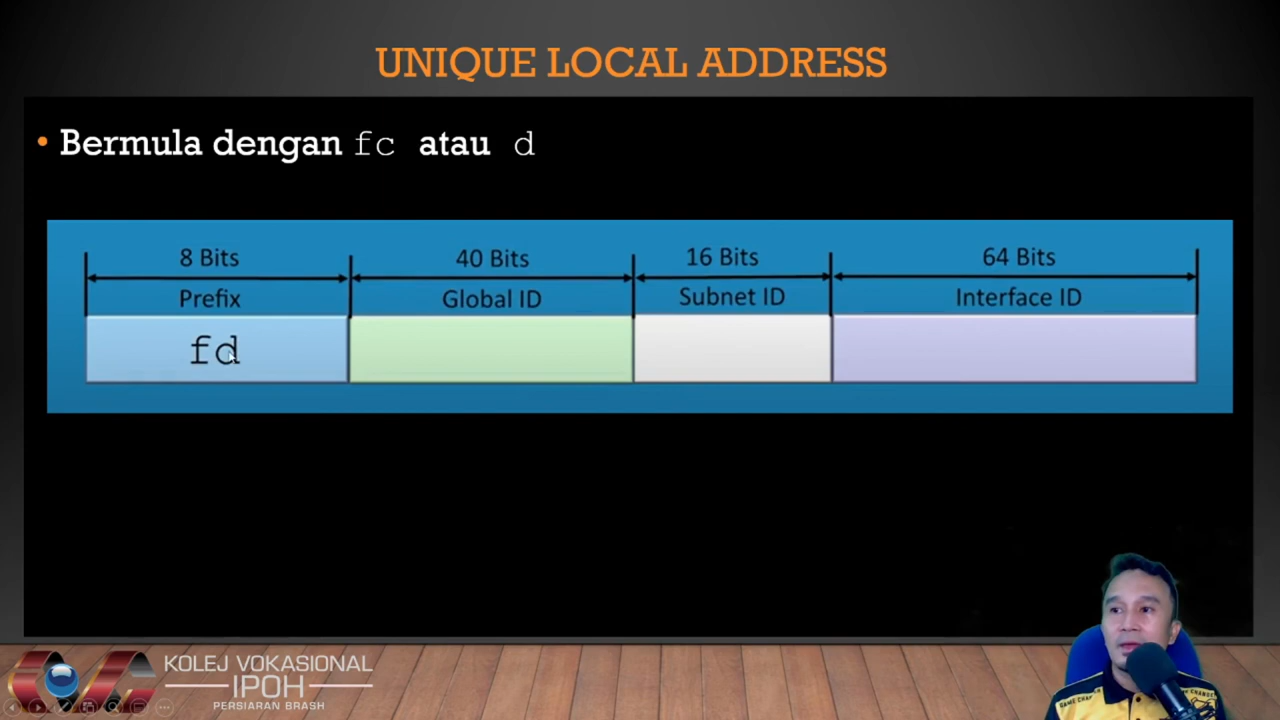 UNIQUE LOCAL ADDRESS
• Bermula dengan fc atau d
8 Bits 40 Bits 16 Bits 64 Bits
Prefix Global ID Subnet ID Interface ID
fd
KOLEJ VOKASIONAL
IPOH
PERSIARAN BRASH